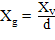 X_g = X_v/d